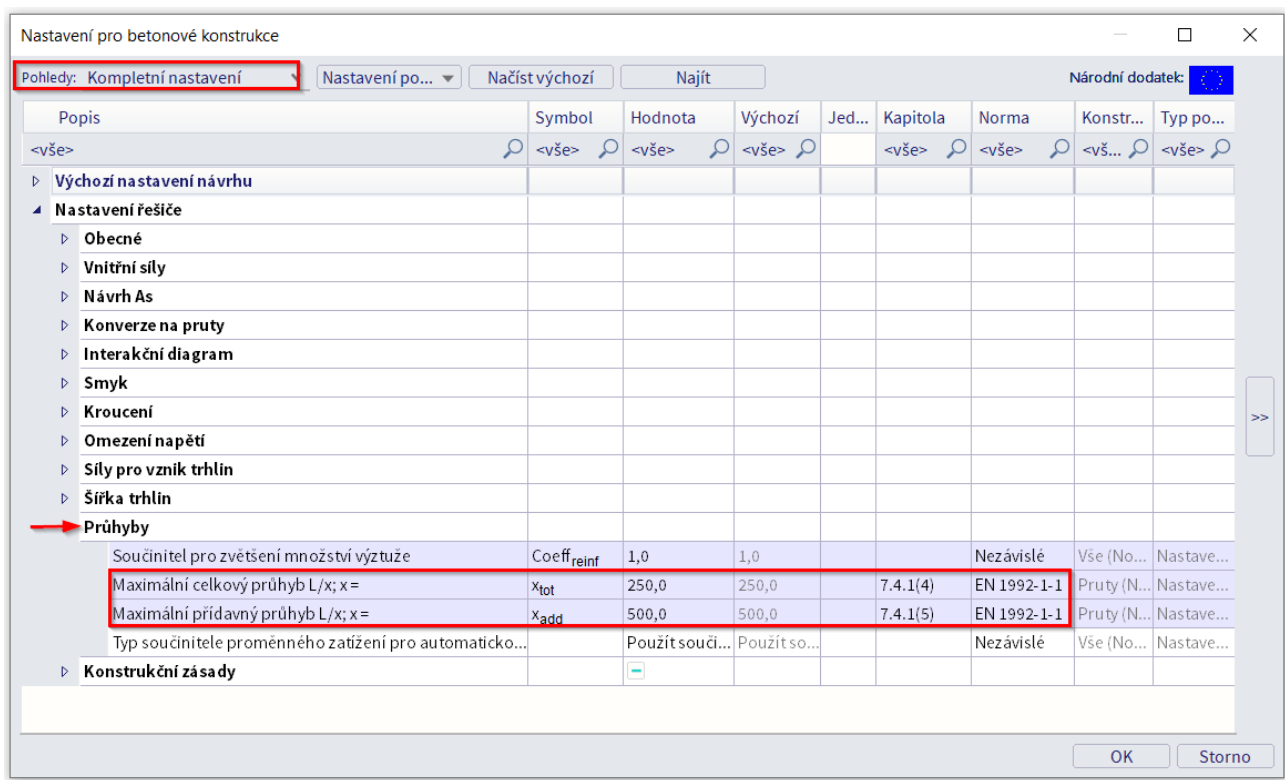 Nastavení pro betonové konstrukce
Pohledy: Kompletní nastavení Nastavení po... Načíst výchozí Najít Národní dodatek:
Popis Symbol Hodnota Výchozí Jed... Kapitola Norma Konstr... Typ po...
<vše> <vše> <vše> <vše> <vše> <vše> <vš... <vše>
Výchozí nastavení návrhu
Nastavení řešiče
Obecné
Vnitřní síly
Návrh As
Konverze na pruty
Interakční diagram
Smyk
Kroucení
Omezení napětí
Síly pro vznik trhlin
Šířka trhlin
Průhyby
Součinitel pro zvětšení množství výztuže Coeffreinf 1,0 1,0 Nezávislé Vše (No... Nastave...
Maximální celkový průhyb L/x; x = xtot 250,0 250,0 7.4.1(4) EN 1992-1-1 Pruty (N... Nastave...
Maximální přídavný průhyb L/x; x = xadd 500,0 500,0 7.4.1(5) EN 1992-1-1 Pruty (N... Nastave...
Typ součinitele proměnného zatížení pro automaticko... Použít souči... Použít so... Nezávislé Vše (No... Nastave...
Konstrukční zásady
>>
OK Storno